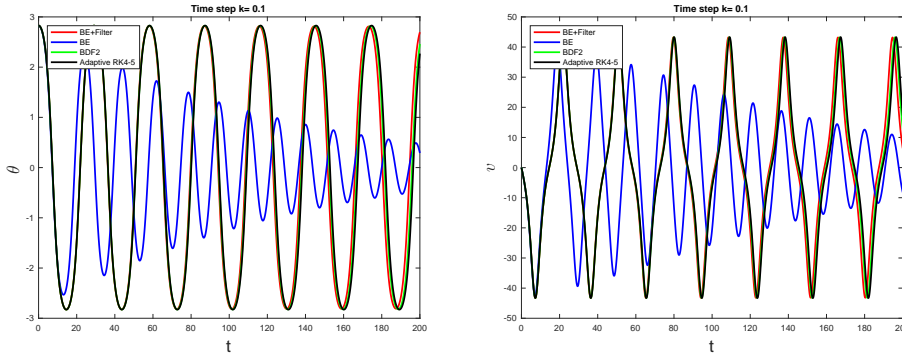 Time step k= 0.1
3
2
1
0
-1
-2
-3
θ
BE+Filter
BE
BDF2
Adaptive RK4-5
0 20 40 60 80 100 120 140 160 180 200
t
Time step k= 0.1
50
40
30
20
10
0
-10
-20
-30
-40
-50
v
BE+Filter
BE
BDF2
Adaptive RK4-5
0 20 40 60 80 100 120 140 160 180 200
t